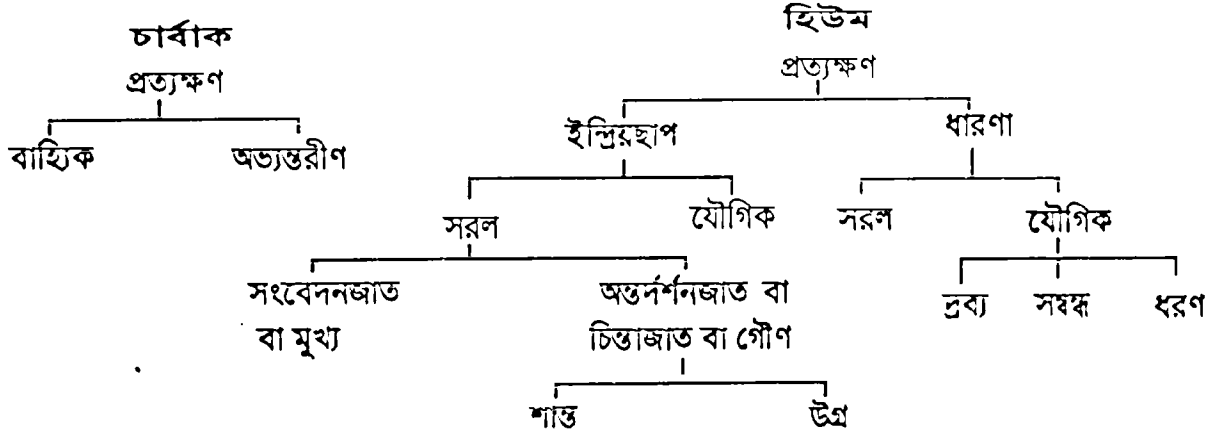 চার্বাক
প্রত্যক্ষণ
বাহ্যিক অভ্যন্তরীণ
হিউম
প্রত্যক্ষণ
ইন্দ্রিয়ছাপ ধারণা
সরল যৌগিক সরল যৌগিক
সংবেদনজাত
বা মুখ্য
অন্তর্দর্শনজাত বা
চিন্তাজাত বা গৌণ
দ্রব্য সম্বন্ধ ধরণ
শান্ত উগ্র